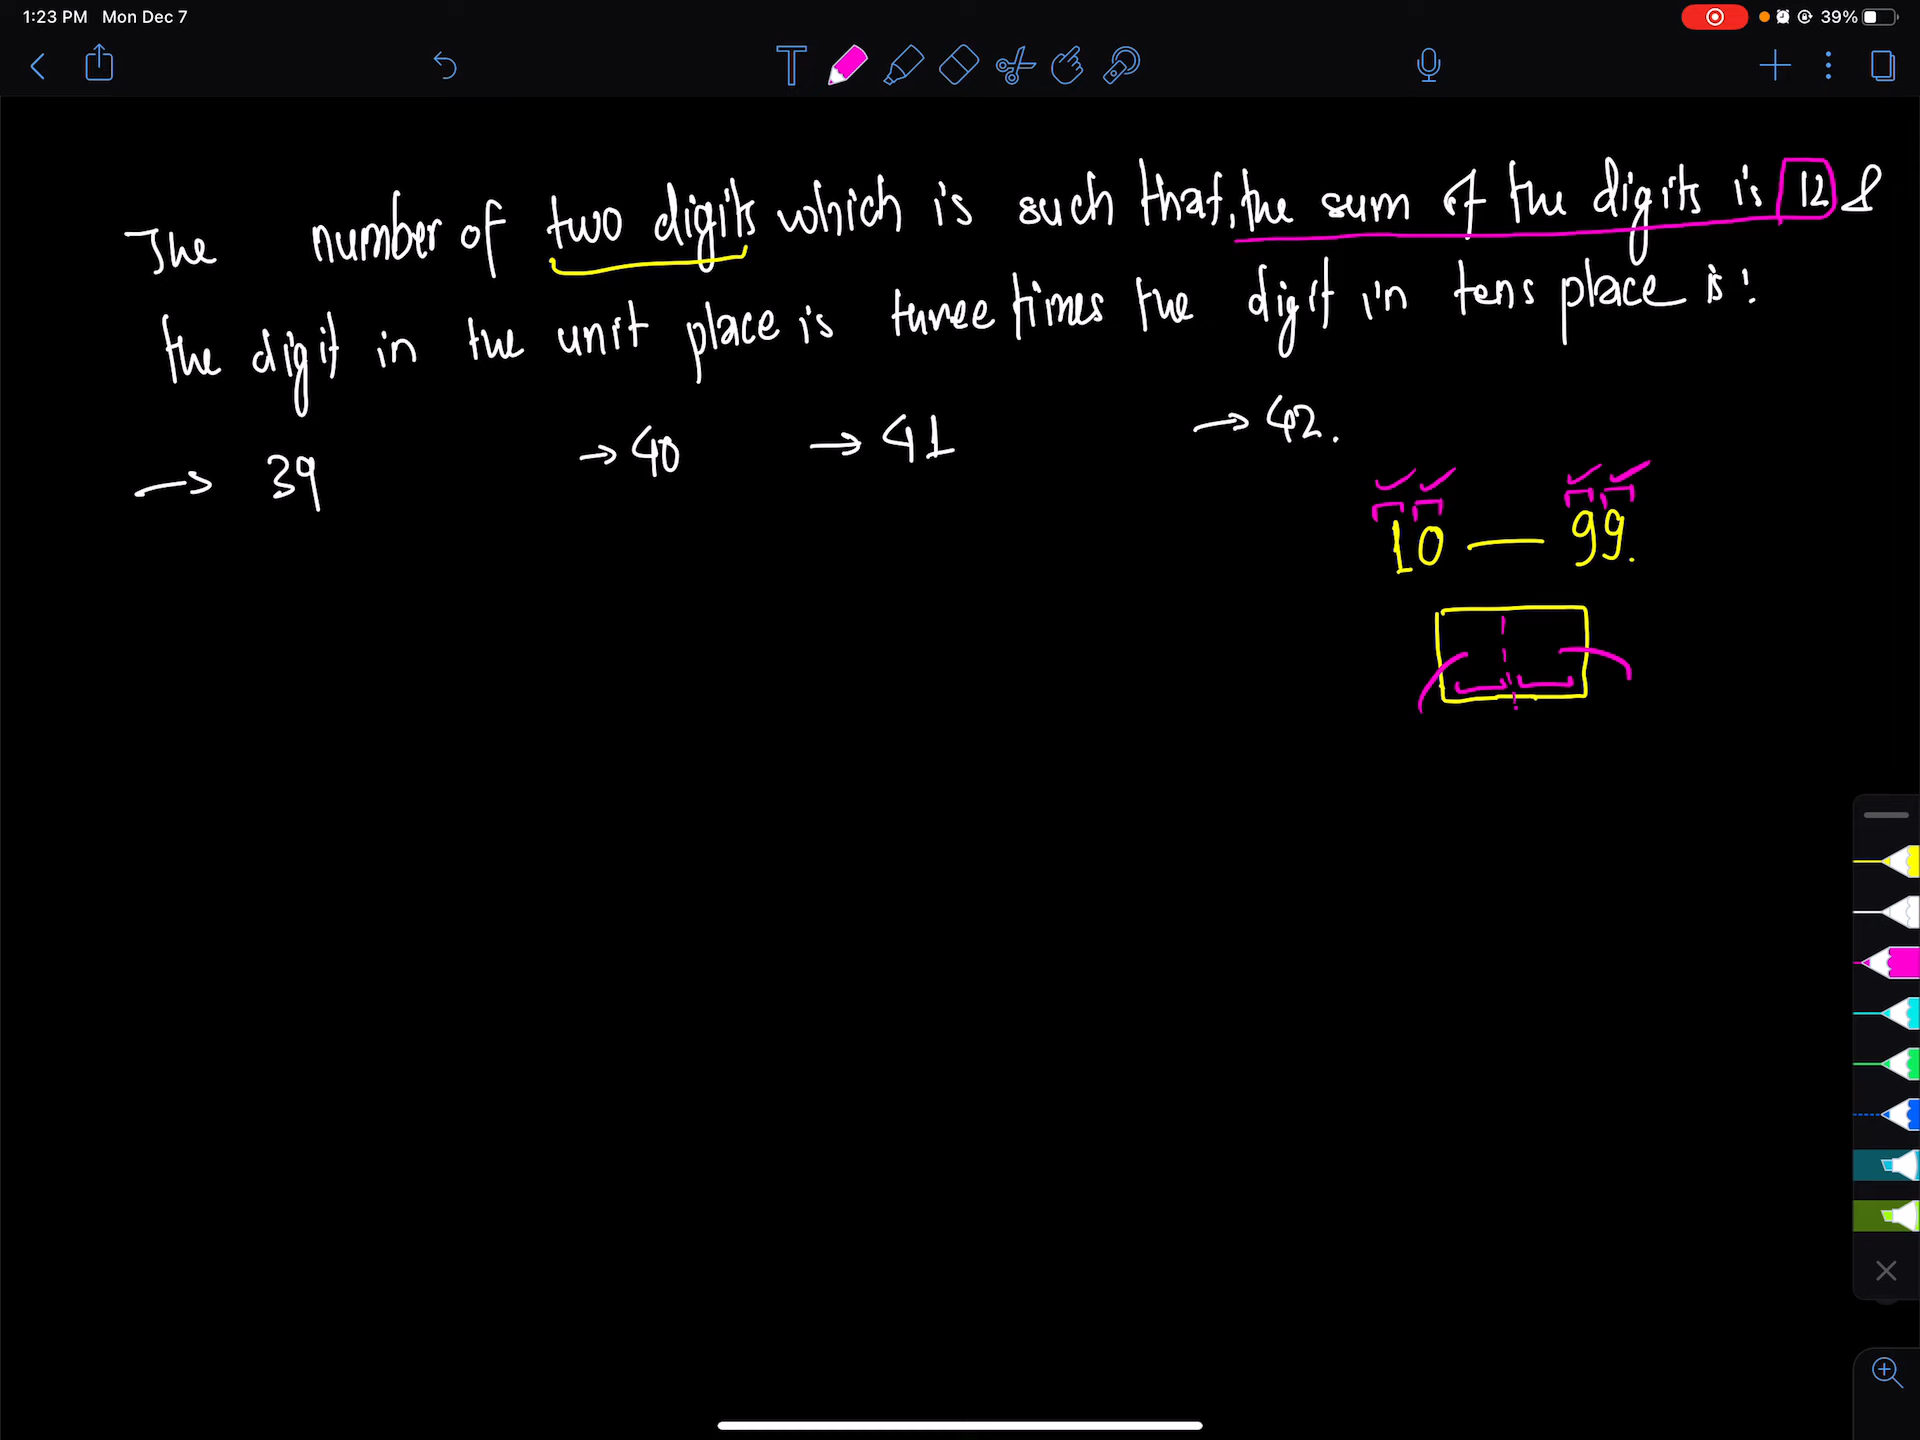 1:23 PM Mon Dec 7
39%
The number of two digits which is such that, the sum of the digits is 12 &
the digit in the unit place is three times the digit in tens place is:
→ 39 → 40 → 41 → 42.
10 — 99.